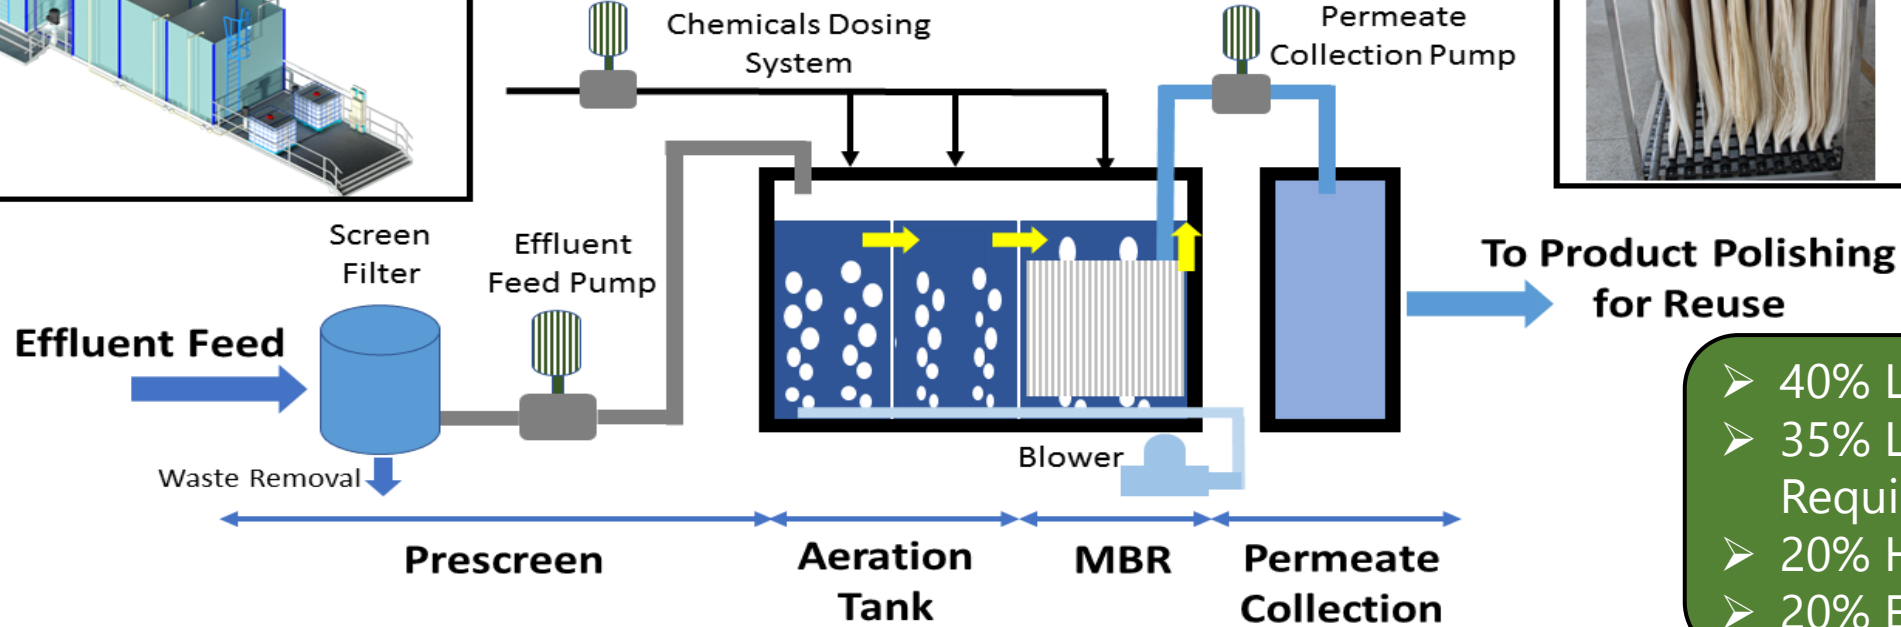 Chemicals Dosing
System
Permeate
Collection Pump
Screen
Filter
Effluent
Feed Pump
To Product Polishing
for Reuse
Effluent Feed
40%
35%
20%
20%
Waste Removal
Blower
Prescreen
Aeration
Tank
MBR
Permeate
Collection